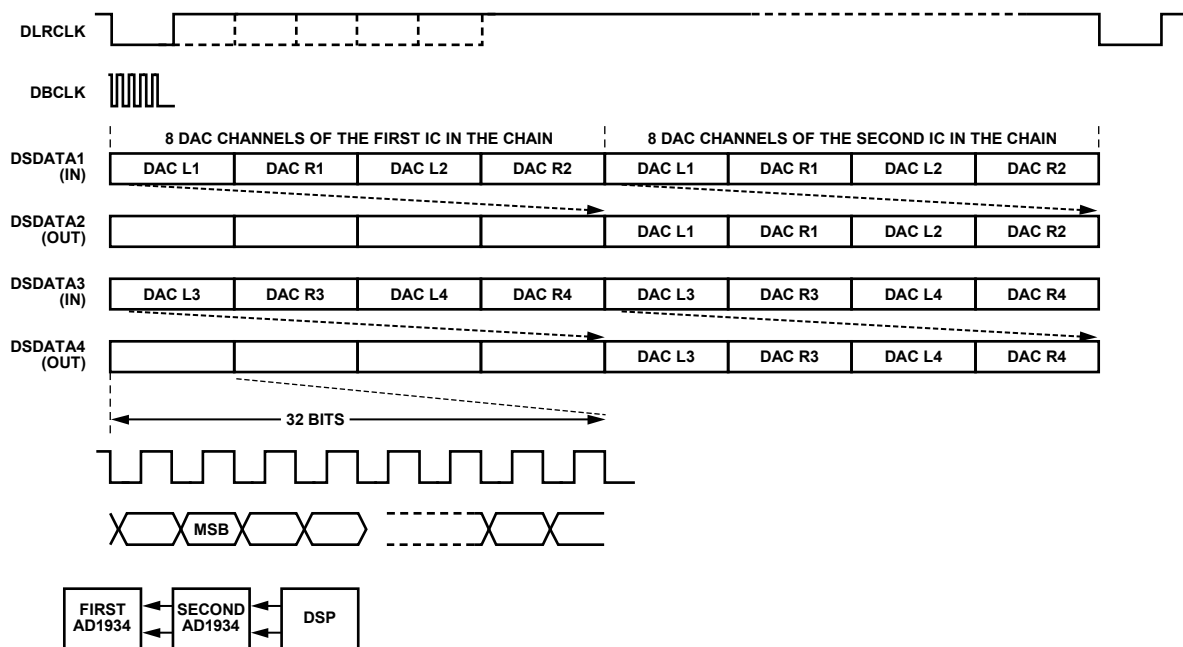 DLRCLK
DBCLK
8 DAC CHANNELS OF THE FIRST IC IN THE CHAIN
8 DAC CHANNELS OF THE SECOND IC IN THE CHAIN
DSDATA1
(IN)
DAC L1
DAC R1
DAC L2
DAC R2
DAC L1
DAC R1
DAC L2
DAC R2
DSDATA2
(OUT)
DAC L1
DAC R1
DAC L2
DAC R2
DSDATA3
(IN)
DAC L3
DAC R3
DAC L4
DAC R4
DAC L3
DAC R3
DAC L4
DAC R4
DSDATA4
(OUT)
DAC L3
DAC R3
DAC L4
DAC R4
32 BITS
MSB
FIRST
AD1934
SECOND
AD1934
DSP